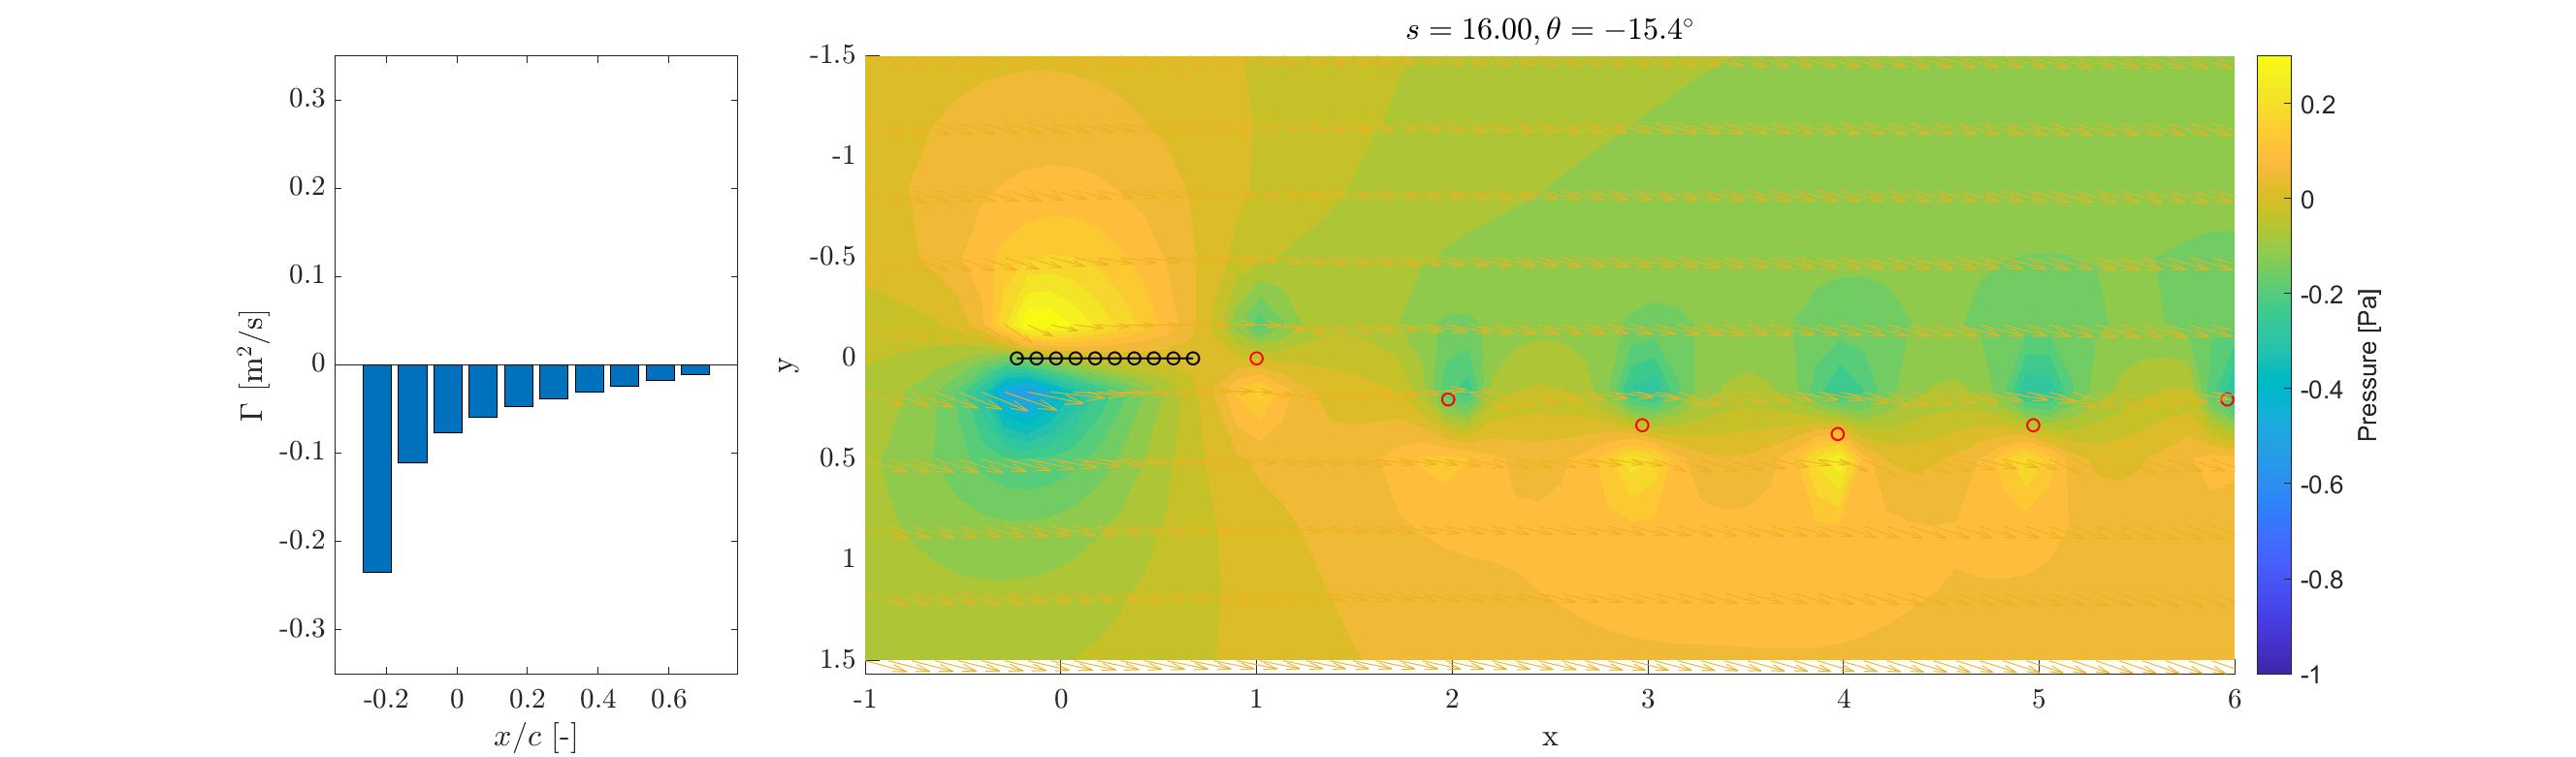 s = 16.00, θ = −15.4°
0.3
0.2
0.1
0
-0.1
-0.2
-0.3
Γ [m²/s]
-0.2 0 0.2 0.4 0.6
x/c [-]
-1.5
-1
-0.5
0
0.5
1
1.5
y
-1 0 1 2 3 4 5 6
x
0.2
0
-0.2
-0.4
-0.6
-0.8
-1
Pressure [Pa]